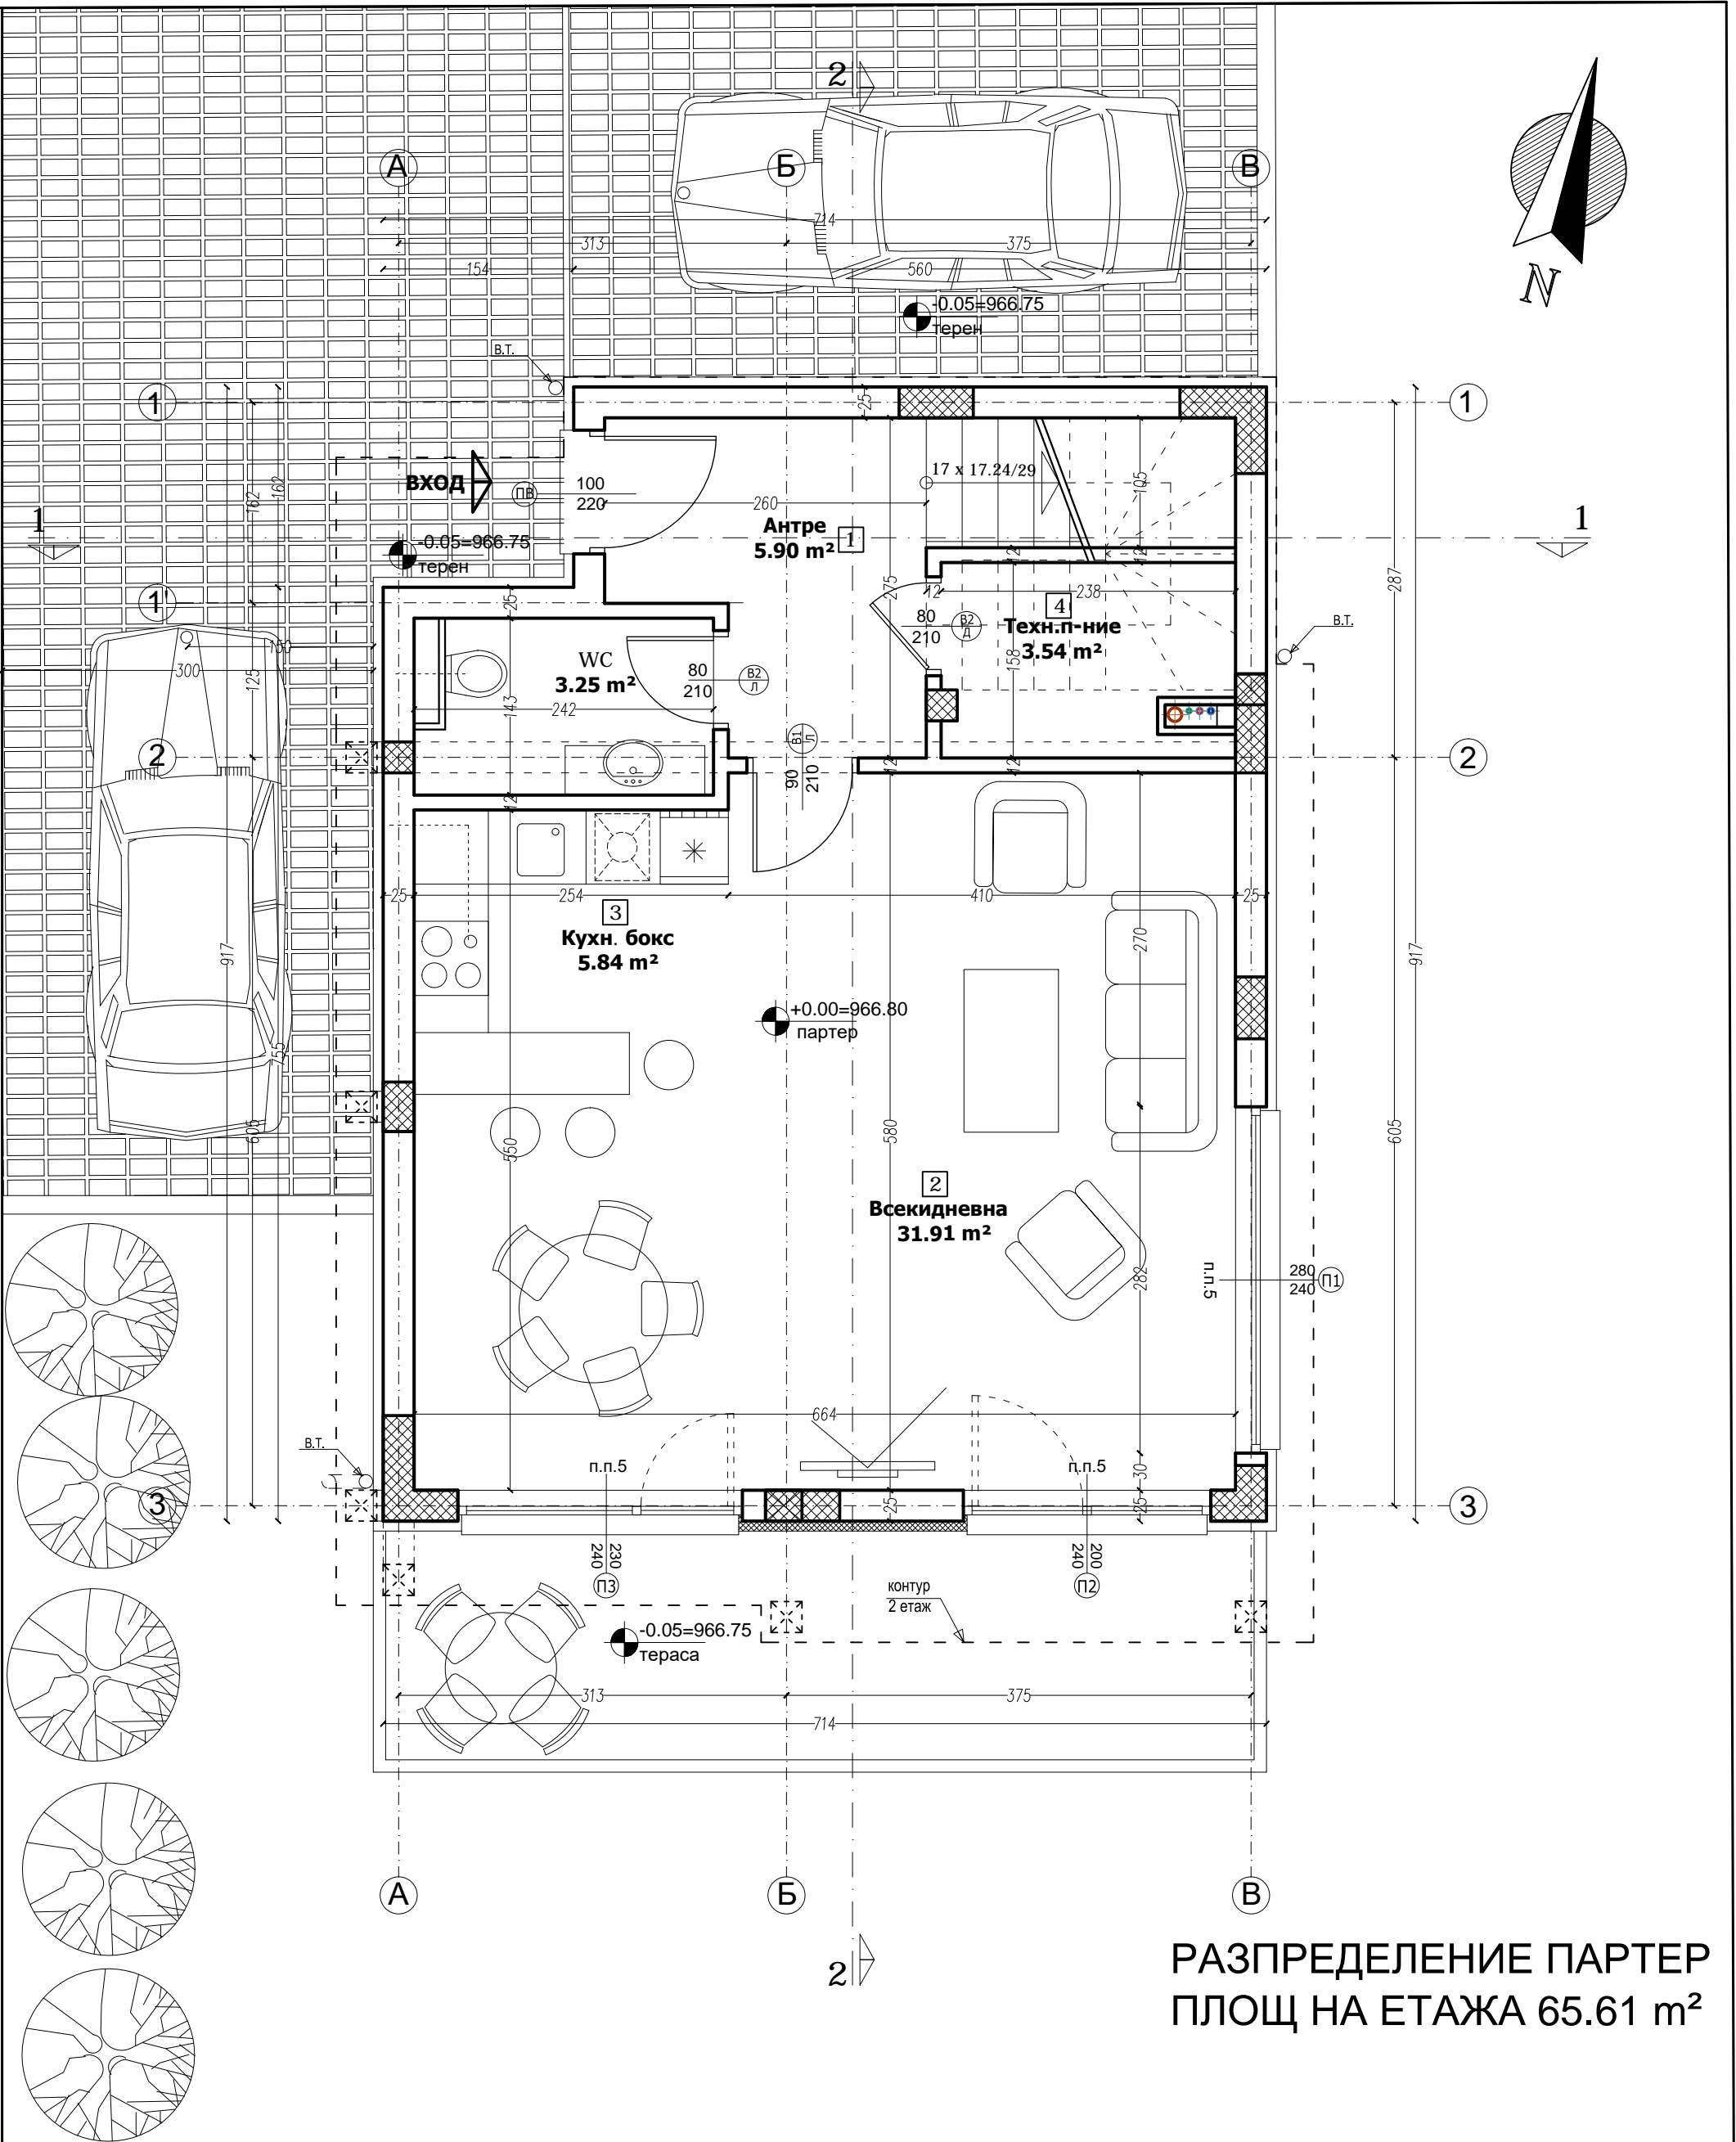 2
А
Б
В
714
313
375
154
560
-0.05=966.75
терен
N
В.Т.
1
25
1
ВХОД
ПВ
100
220
260
17 x 17.24/29
105
162
162
1
Антре
5.90 m²
1
1
-0.05=966.75
терен
12
12
275
287
1'
25
12
238
80
210
В2
Д
4
Техн.п-ние
3.54 m²
158
В.Т.
150
300
125
WC
3.25 m²
80
210
В2
Л
143
242
В1
Л
90
210
2
12
12
2
12
25
254
410
25
3
Кухн. бокс
5.84 m²
270
917
917
+0.00=966.80
партер
755
605
550
580
605
2
Всекидневна
31.91 m²
282
п.п.5
280
240
П1
664
В.Т.
п.п.5
п.п.5
30
3
25
25
3
230
240
П3
200
240
П2
контур
2 етаж
-0.05=966.75
тераса
313
375
714
А
Б
В
2
РАЗПРЕДЕЛЕНИЕ ПАРТЕР
ПЛОЩ НА ЕТАЖА 65.61 m²